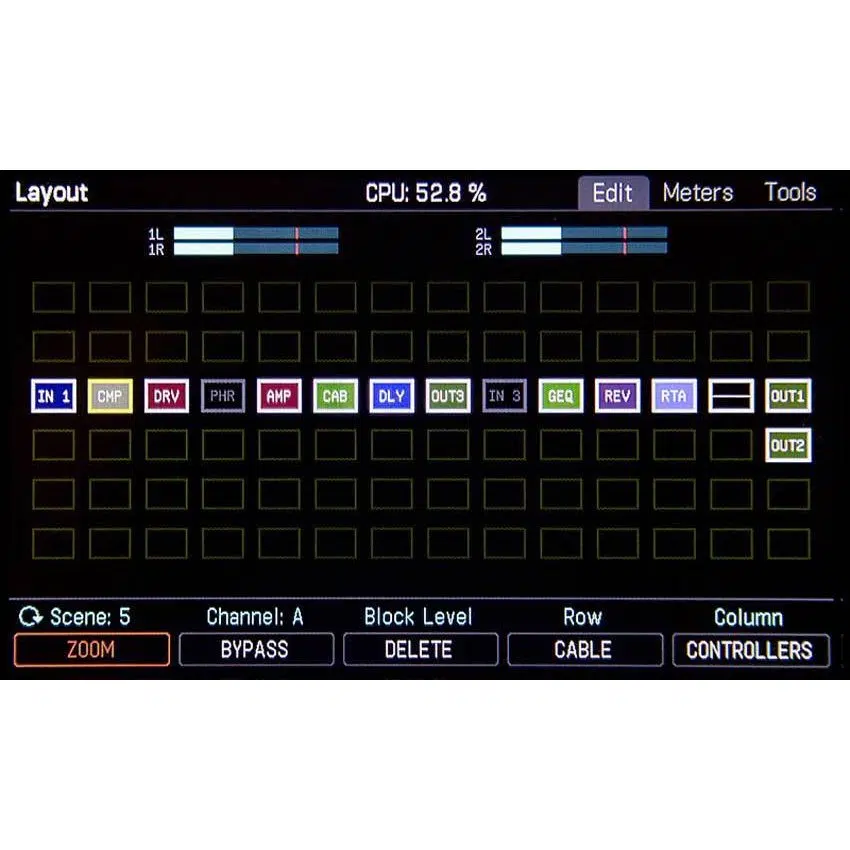 Layout CPU: 52.8 % Edit Meters Tools
1L 2L
1R 2R
IN 1 CMP DRV PHR AMP CAB DLY OUT3 IN 3 GEQ REV RTA OUT1
OUT2
Scene: 5 Channel: A Block Level Row Column
ZOOM BYPASS DELETE CABLE CONTROLLERS